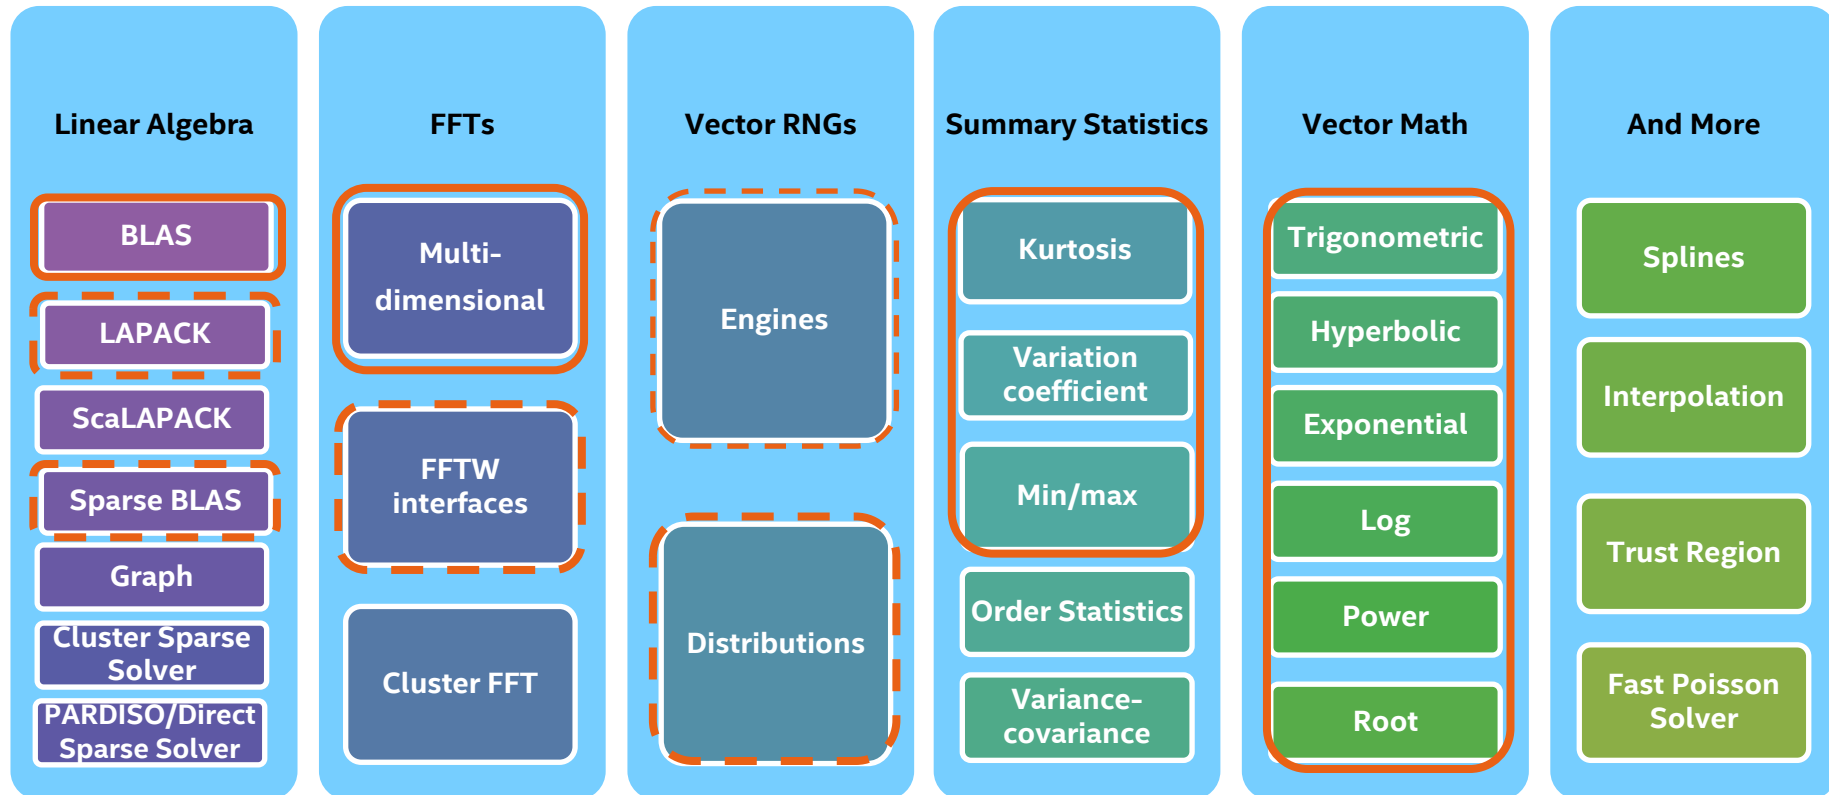 Linear Algebra
BLAS
LAPACK
ScaLAPACK
Sparse BLAS
Graph
Cluster Sparse
Solver
PARDISO/Direct
Sparse Solver
FFTs
Multi-
dimensional
FFTW
interfaces
Cluster FFT
Vector RNGs
Engines
Distributions
Summary Statistics
Kurtosis
Variation
coefficient
Min/max
Order Statistics
Variance-
covariance
Vector Math
Trigonometric
Hyperbolic
Exponential
Log
Power
Root
And More
Splines
Interpolation
Trust Region
Fast Poisson
Solver